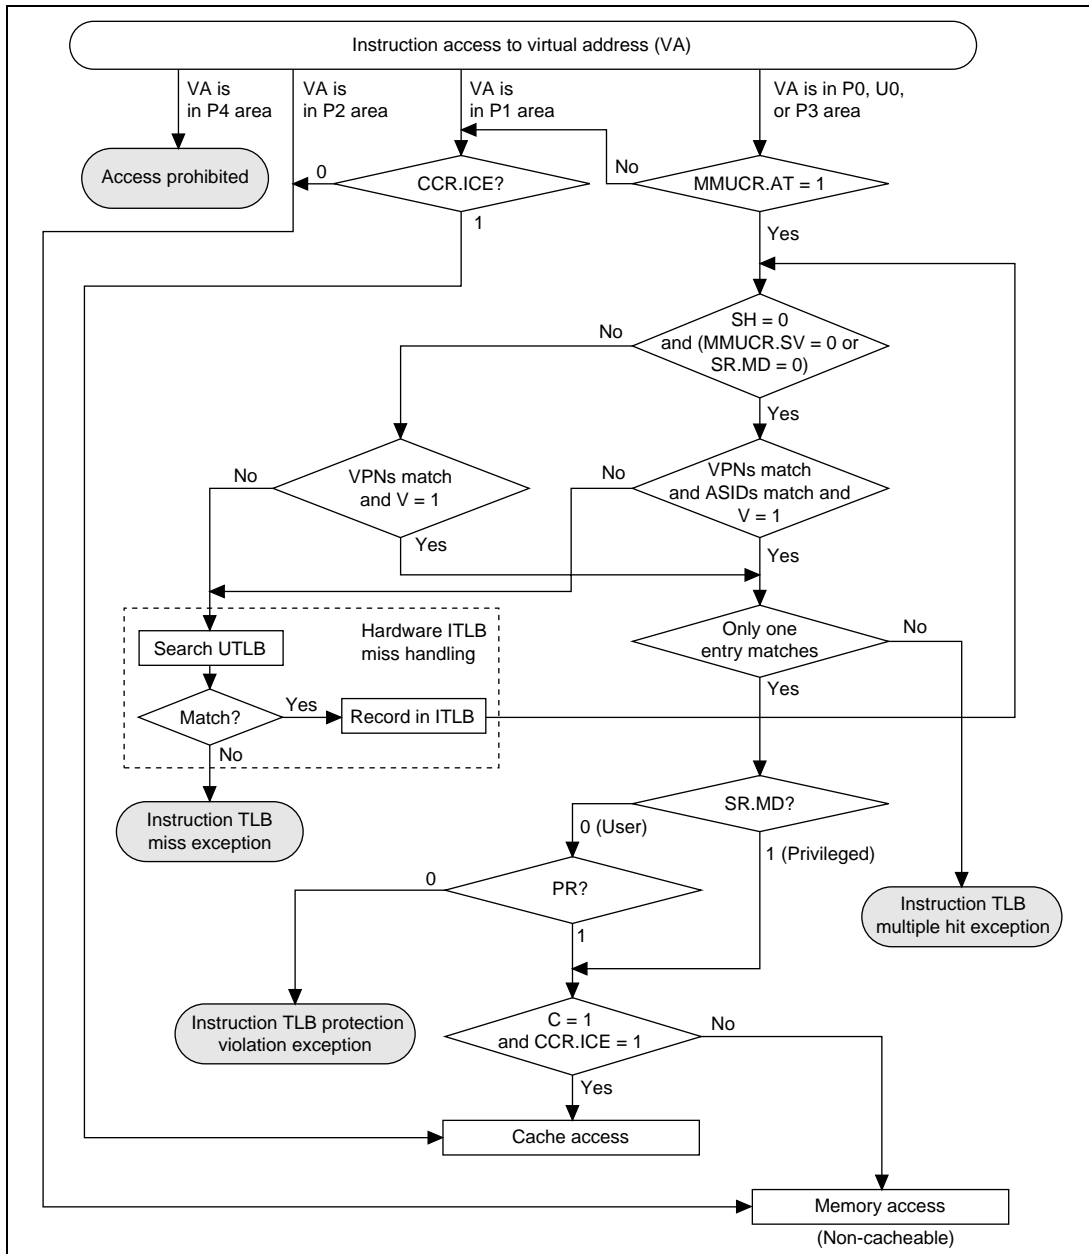 Instruction access to virtual address (VA)
VA is
in P4 area
VA is
in P2 area
VA is
in P1 area
VA is in P0, U0,
or P3 area
Access prohibited
0
CCR.ICE?
1
No
MMUCR.AT = 1
Yes
SH = 0
and (MMUCR.SV = 0 or
SR.MD = 0)
No
Yes
No
VPNs match
and V = 1
Yes
No
VPNs match
and ASIDs match and
V = 1
Yes
Hardware ITLB
miss handling
Search UTLB
Match?
Yes
Record in ITLB
No
Instruction TLB
miss exception
Only one
entry matches
No
Yes
SR.MD?
0 (User)
1 (Privileged)
0
PR?
1
Instruction TLB
multiple hit exception
Instruction TLB protection
violation exception
C = 1
and CCR.ICE = 1
No
Yes
Cache access
Memory access
(Non-cacheable)